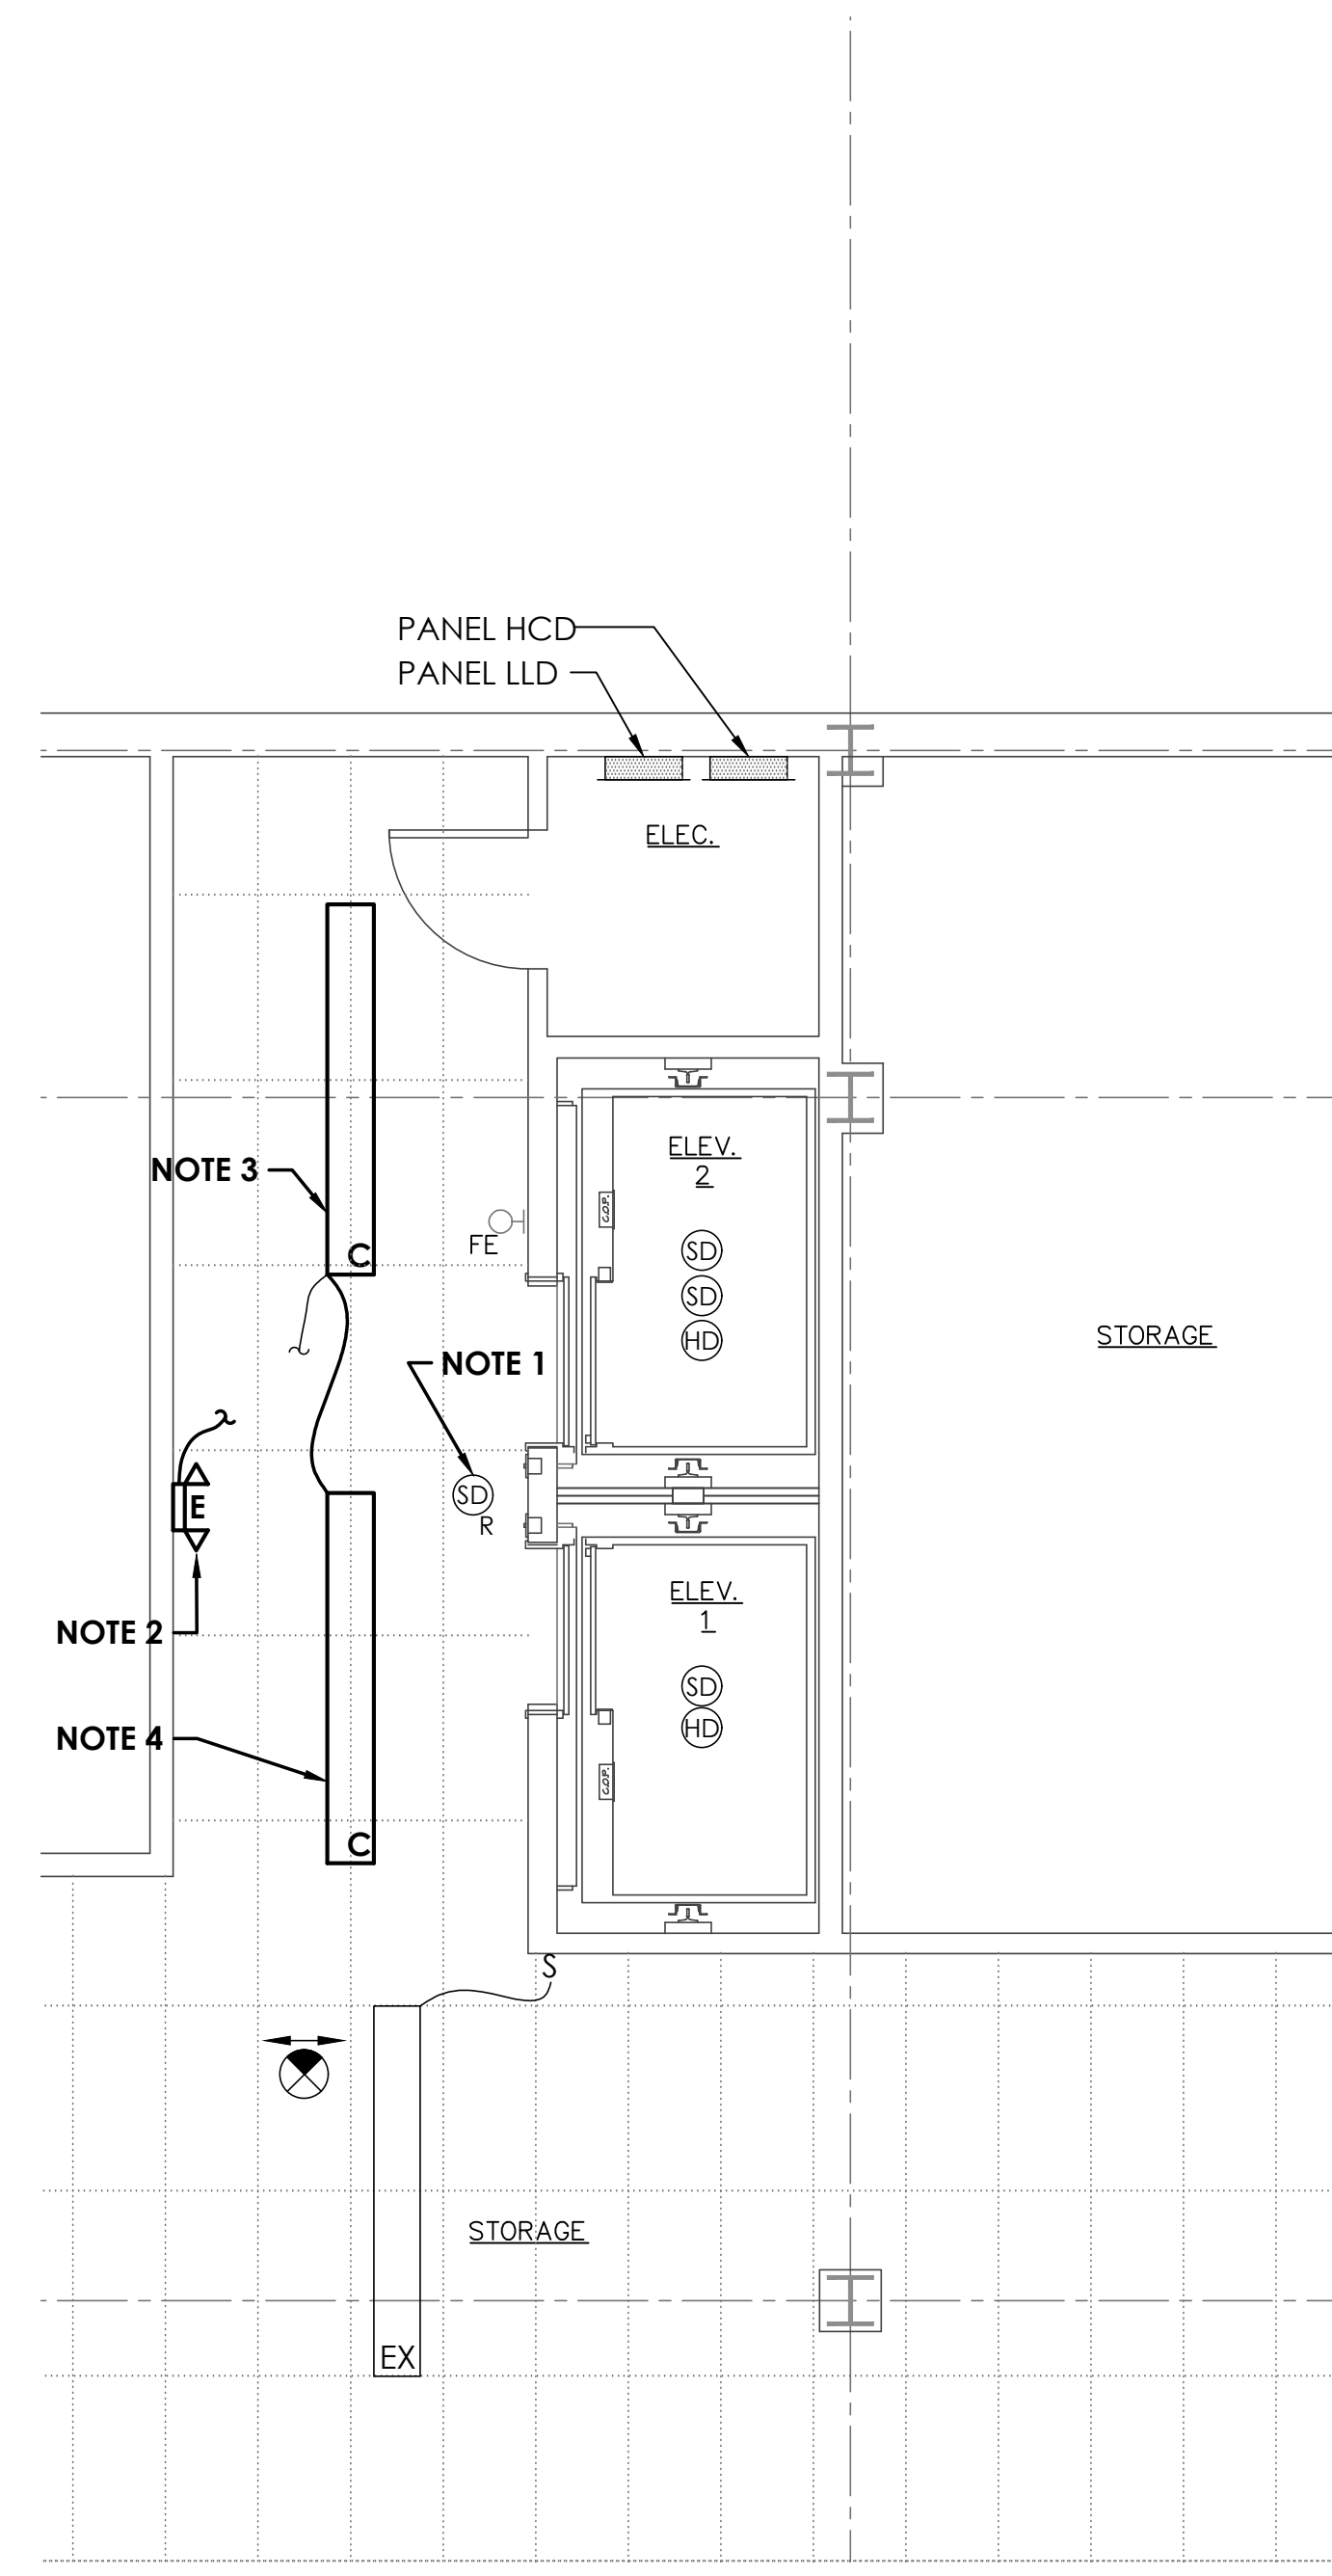 PANEL HCD
PANEL LLD
ELEC.
ELEV.
2
NOTE 3
C.O.P.
FE
C
SD
SD
HD
STORAGE
NOTE 1
SD
R
E
ELEV.
1
NOTE 2
SD
HD
NOTE 4
C.O.P.
C
S
STORAGE
EX